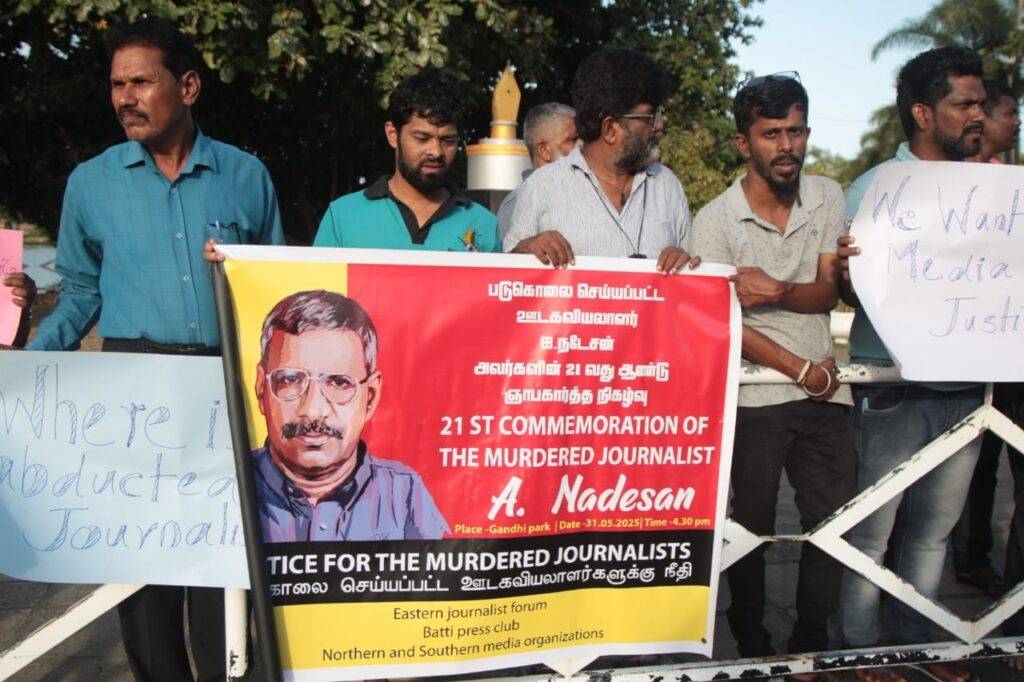 படுகொலை செய்யப்பட்ட
ஊடகவியலாளர்
ஐ.நடேசன்
அவர்களின் 21 வது ஆண்டு
ஞாபகார்த்த நிகழ்வு
21 ST COMMEMORATION OF
THE MURDERED JOURNALIST
A. Nadesan
Place -Gandhi park | Date -31.05.2025| Time -4.30 pm
TICE FOR THE MURDERED JOURNALISTS
காலை செய்யப்பட்ட ஊடகவியலாளர்களுக்கு நீதி
Eastern journalist forum
Batti press club
Northern and Southern media organizations
Where is
abducted
Journali
We Want
Media
Justi